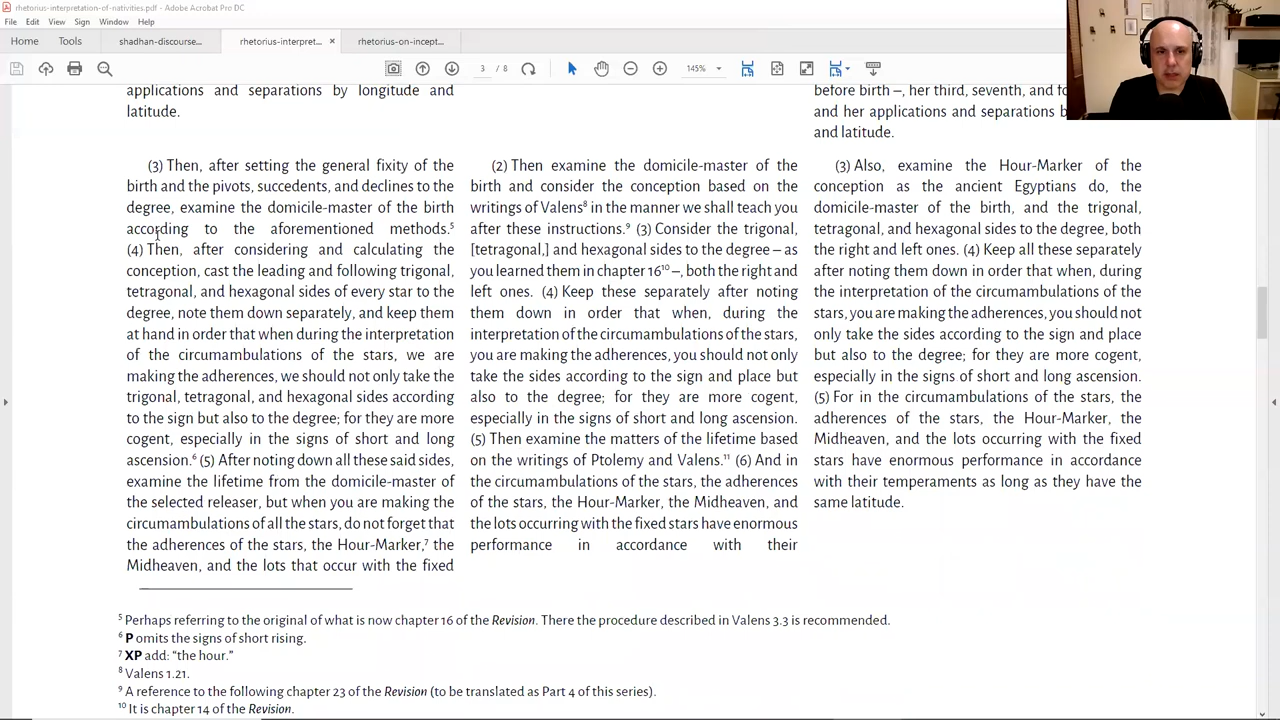 rhetorius-interpretation-of-nativities.pdf - Adobe Acrobat Pro DC
File Edit View Sign Window Help
Home Tools shadhan-discourse... rhetorius-interpret... × rhetorius-on-incept...
3 / 8 145%
applications and separations by longitude and
latitude.
(3) Then, after setting the general fixity of the
birth and the pivots, succedents, and declines to the
degree, examine the domicile-master of the birth
according to the aforementioned methods.⁵
(4) Then, after considering and calculating the
conception, cast the leading and following trigonal,
tetragonal, and hexagonal sides of every star to the
degree, note them down separately, and keep them
at hand in order that when during the interpretation
of the circumambulations of the stars, we are
making the adherences, we should not only take the
trigonal, tetragonal, and hexagonal sides according
to the sign but also to the degree; for they are more
cogent, especially in the signs of short and long
ascension.⁶ (5) After noting down all these said sides,
examine the lifetime from the domicile-master of
the selected releaser, but when you are making the
circumambulations of all the stars, do not forget that
the adherences of the stars, the Hour-Marker,⁷ the
Midheaven, and the lots that occur with the fixed
(2) Then examine the domicile-master of the
birth and consider the conception based on the
writings of Valens⁸ in the manner we shall teach you
after these instructions.⁹ (3) Consider the trigonal,
[tetragonal,] and hexagonal sides to the degree – as
you learned them in chapter 16¹⁰ –, both the right and
left ones. (4) Keep these separately after noting
them down in order that when, during the
interpretation of the circumambulations of the stars,
you are making the adherences, you should not only
take the sides according to the sign and place but
also to the degree; for they are more cogent,
especially in the signs of short and long ascension.
(5) Then examine the matters of the lifetime based
on the writings of Ptolemy and Valens.¹¹ (6) And in
the circumambulations of the stars, the adherences
of the stars, the Hour-Marker, the Midheaven, and
the lots occurring with the fixed stars have enormous
performance in accordance with their
before birth –, her third, seventh, and
and her applications and separations
and latitude.
(3) Also, examine the Hour-Marker of the
conception as the ancient Egyptians do, the
domicile-master of the birth, and the trigonal,
tetragonal, and hexagonal sides to the degree, both
the right and left ones. (4) Keep all these separately
after noting them down in order that when, during
the interpretation of the circumambulations of the
stars, you are making the adherences, you should not
only take the sides according to the sign and place
but also to the degree; for they are more cogent,
especially in the signs of short and long ascension.
(5) For in the circumambulations of the stars, the
adherences of the stars, the Hour-Marker, the
Midheaven, and the lots occurring with the fixed
stars have enormous performance in accordance
with their temperaments as long as they have the
same latitude.
⁵ Perhaps referring to the original of what is now chapter 16 of the Revision. There the procedure described in Valens 3.3 is recommended.
⁶ P omits the signs of short rising.
⁷ XP add: “the hour.”
⁸ Valens 1.21.
⁹ A reference to the following chapter 23 of the Revision (to be translated as Part 4 of this series).
¹⁰ It is chapter 14 of the Revision.